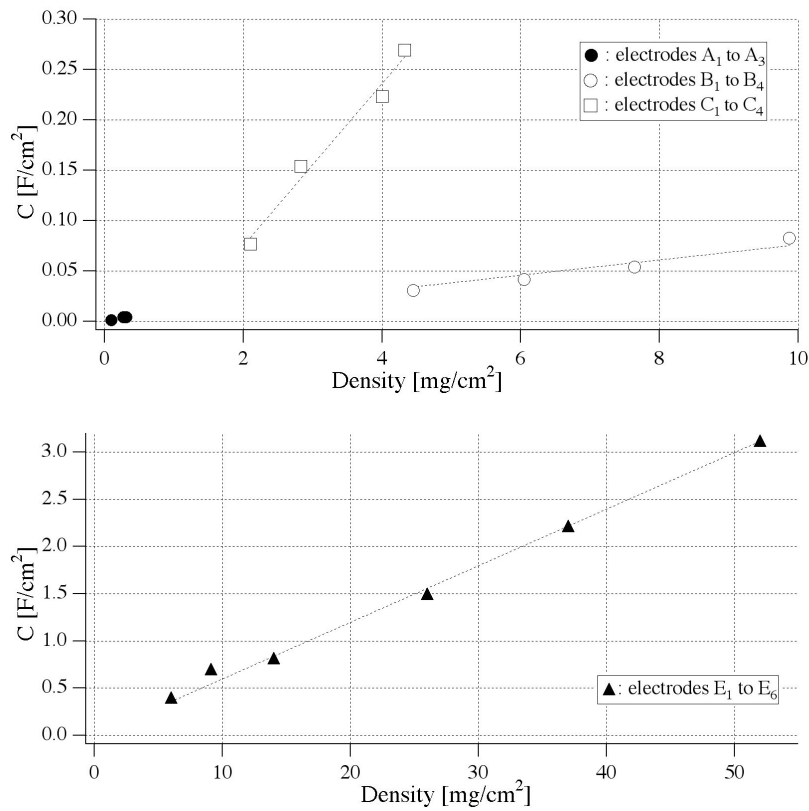 0.30
0.25
0.20
0.15
0.10
0.05
0.00
C [F/cm²]
● : electrodes A₁ to A₃
○ : electrodes B₁ to B₄
□ : electrodes C₁ to C₄
0 2 4 6 8 10
Density [mg/cm²]
3.0
2.5
2.0
1.5
1.0
0.5
0.0
C [F/cm²]
▲ : electrodes E₁ to E₆
0 10 20 30 40 50
Density [mg/cm²]